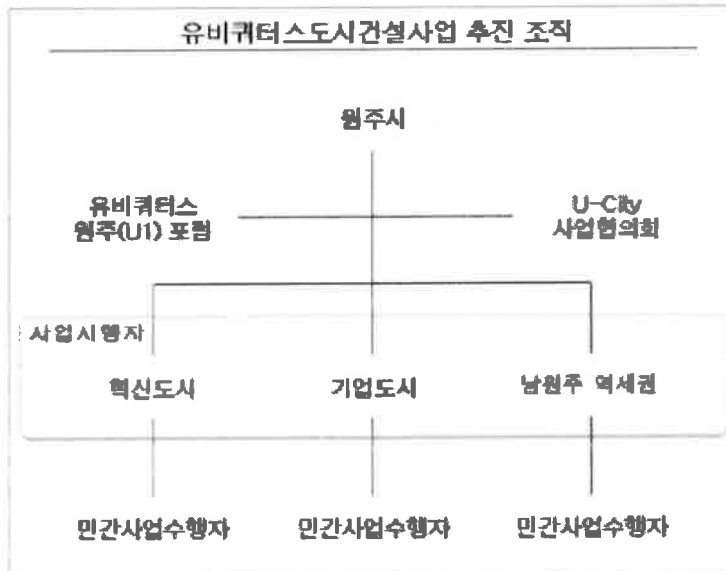 유비쿼터스도시건설사업 추진 조직
원주시
유비쿼터스
원주(U1) 포럼
U-City
사업협의회
사업시행자
혁신도시
기업도시
남원주 역세권
민간사업수행자
민간사업수행자
민간사업수행자